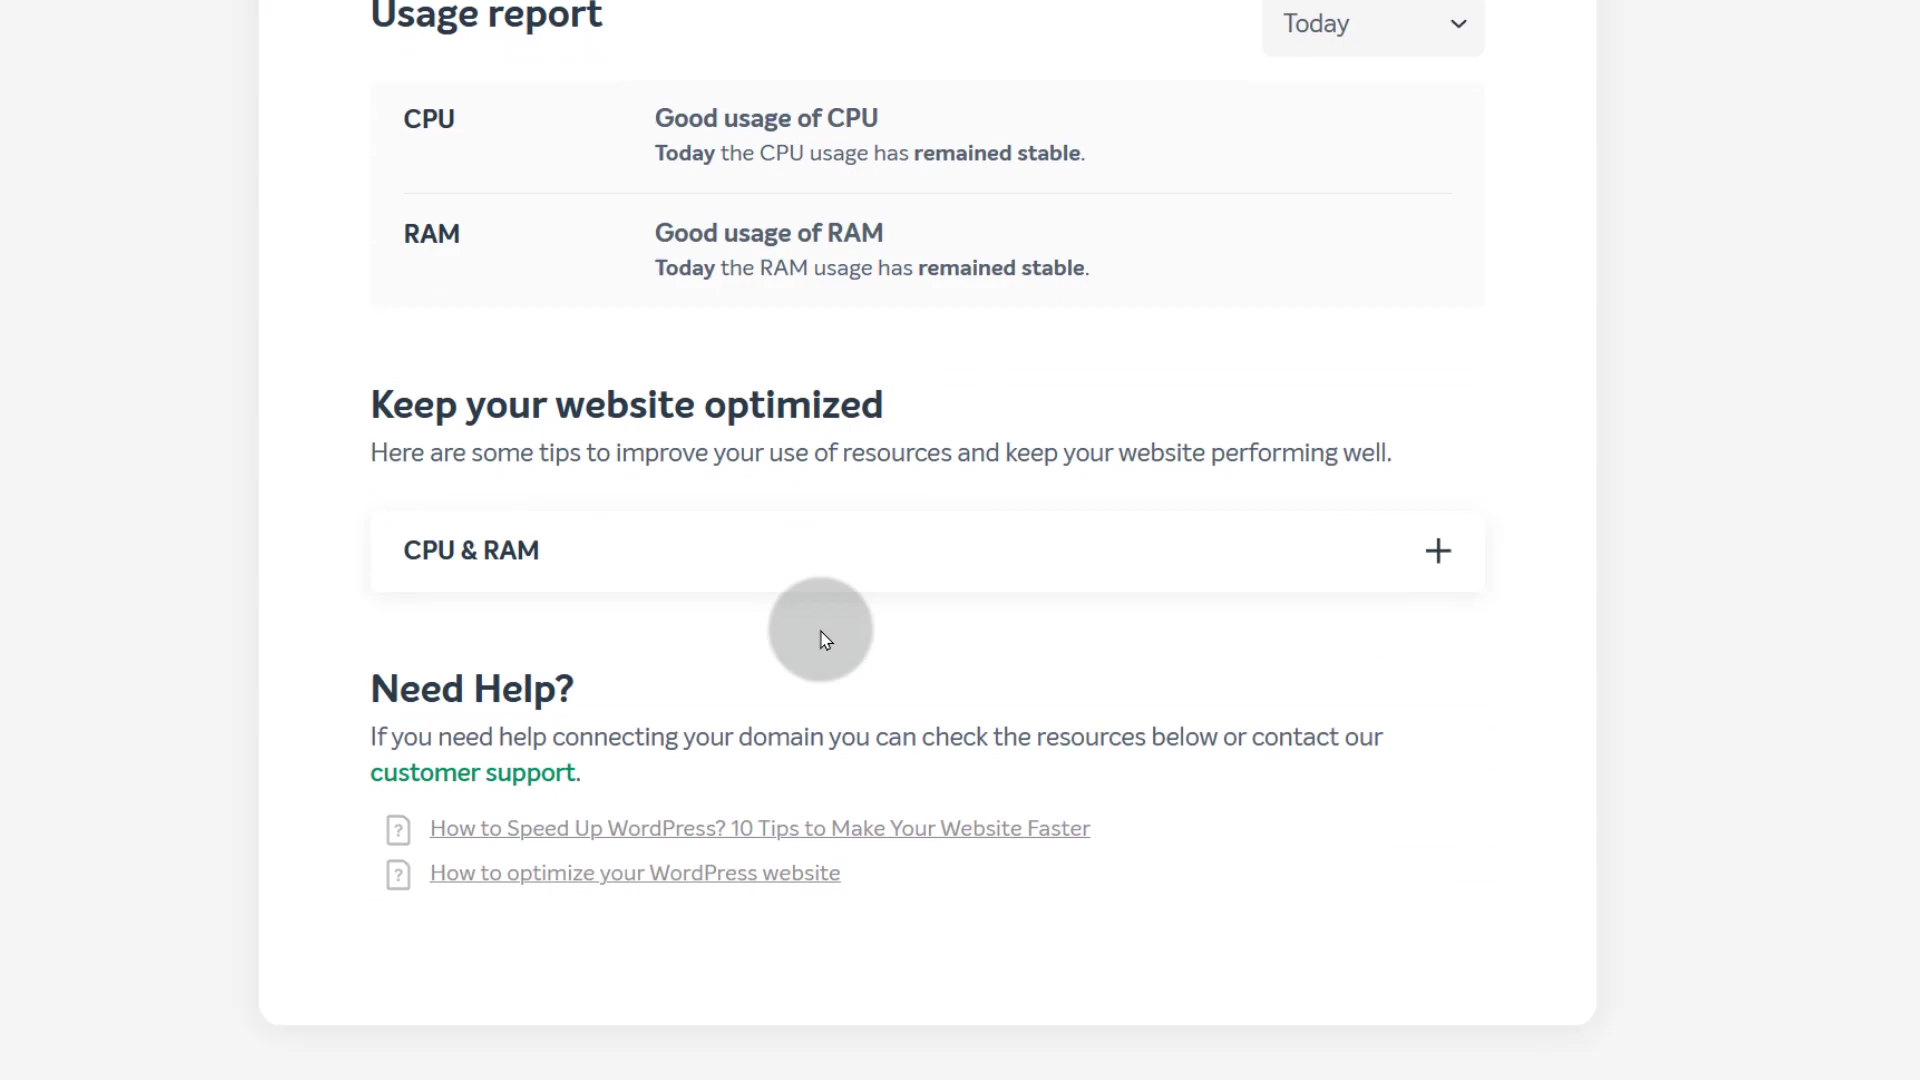 Usage report
Today
CPU
Good usage of CPU
Today the CPU usage has remained stable.
RAM
Good usage of RAM
Today the RAM usage has remained stable.
Keep your website optimized
Here are some tips to improve your use of resources and keep your website performing well.
CPU & RAM
Need Help?
If you need help connecting your domain you can check the resources below or contact our
customer support.
How to Speed Up WordPress? 10 Tips to Make Your Website Faster
How to optimize your WordPress website